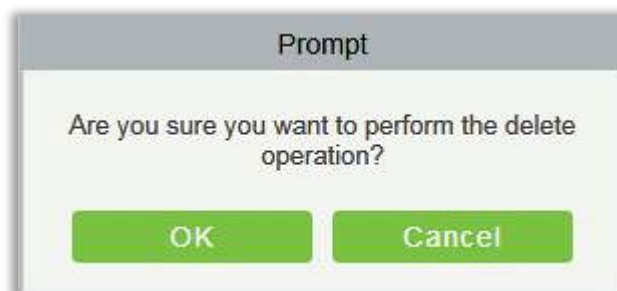 Prompt
Are you sure you want to perform the delete
operation?
OK
Cancel